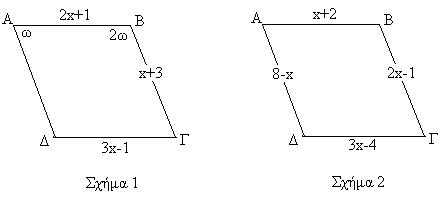 2x+1
Α Β
ω 2ω
x+3
Δ Γ
3x-1
Σχήμα 1
x+2
Α Β
8-x 2x-1
Δ Γ
3x-4
Σχήμα 2